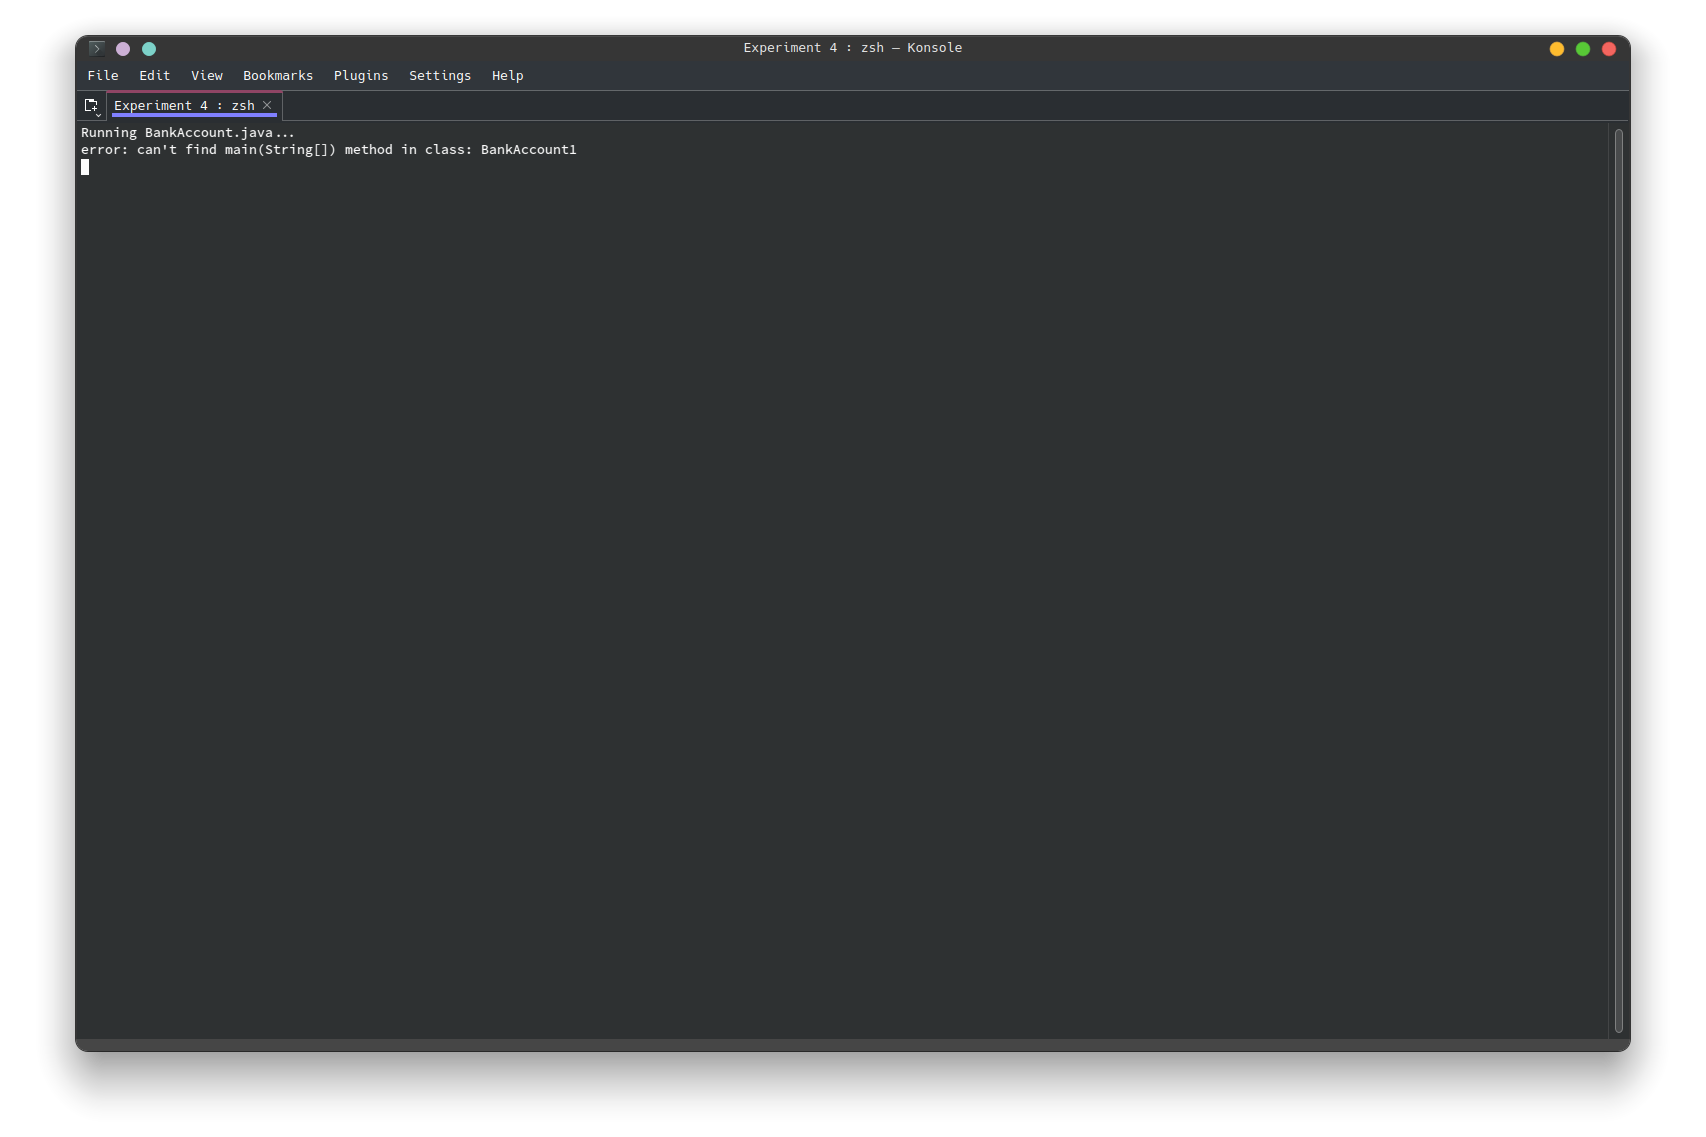 Experiment 4 : zsh — Konsole
File Edit View Bookmarks Plugins Settings Help
Experiment 4 : zsh
Running BankAccount.java...
error: can't find main(String[]) method in class: BankAccount1